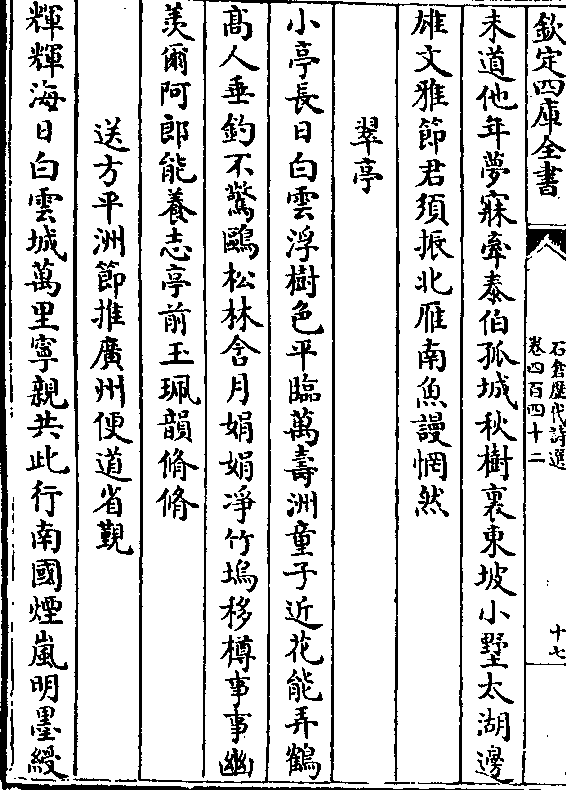 欽定四庫全書
石倉歷代詩選
卷四百四十二
十七
未道他年夢寐牽泰伯孤城秋樹裏東坡小墅太湖邊
雄文雅節君須振北雁南魚謾惘然
翠亭
小亭長日白雲浮樹色平臨萬壽洲童子近花能弄鶴
高人垂釣不驚鷗松林含月娟娟凈竹塢移樽事事幽
羡爾阿郎能養志亭前玉珮韻脩脩
送方平洲節推廣州便道省覲
輝輝海日白雲城萬里寧親共此行南國煙嵐明墨綬